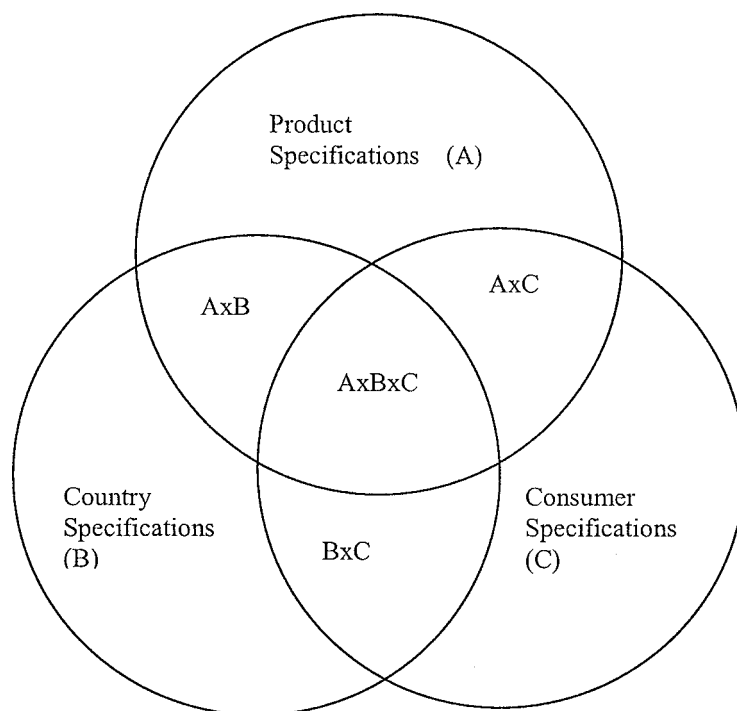 Product
Specifications (A)
AxB
AxC
AxBxC
Country
Specifications
(B)
Consumer
Specifications
(C)
BxC